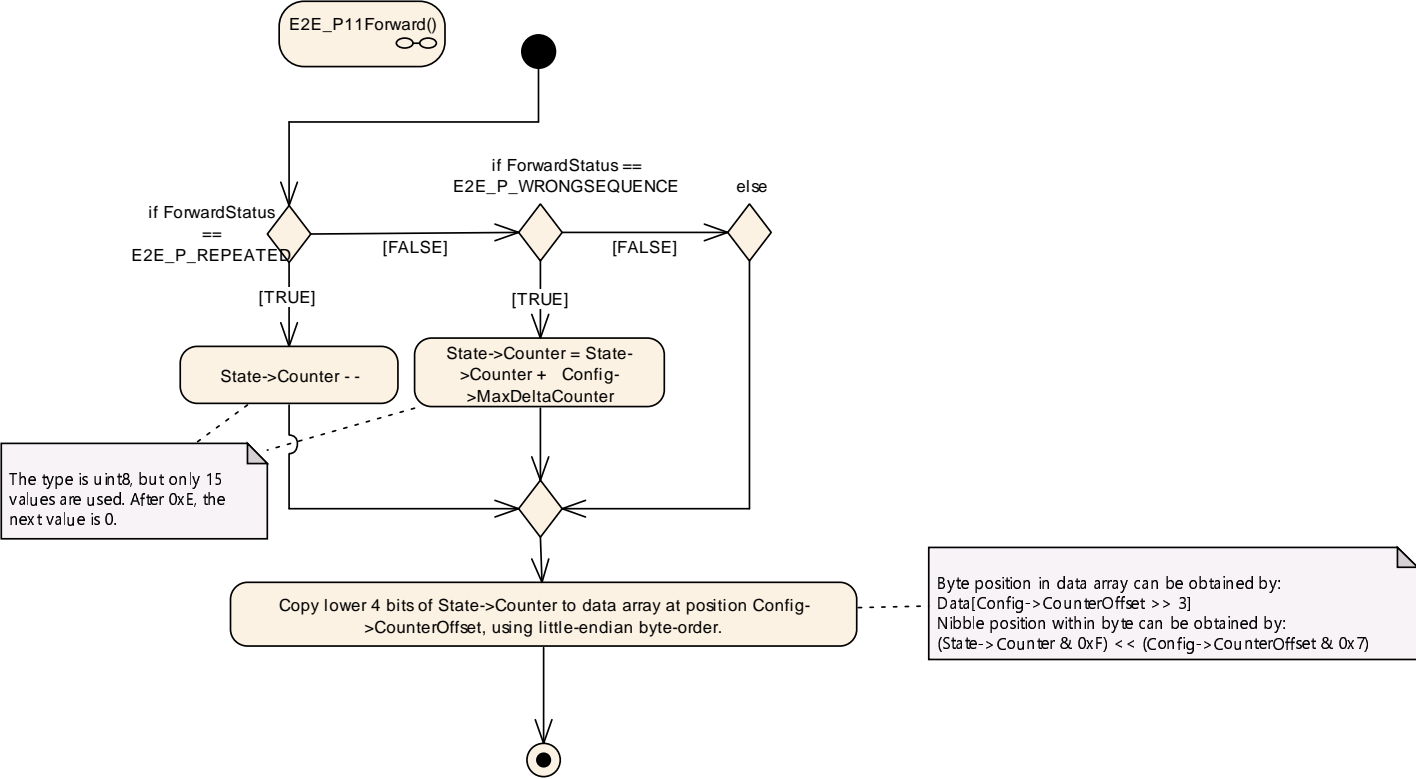 E2E_P11Forward()
if ForwardStatus ==
E2E_P_WRONGSEQUENCE
else
if ForwardStatus
==
E2E_P_REPEATED
[FALSE]
[FALSE]
[TRUE]
[TRUE]
State->Counter - -
State->Counter = State-
>Counter +   Config-
>MaxDeltaCounter
The type is uint8, but only 15
values are used. After 0xE, the
next value is 0.
Copy lower 4 bits of State->Counter to data array at position Config-
>CounterOffset, using little-endian byte-order.
Byte position in data array can be obtained by:
Data[Config->CounterOffset >> 3]
Nibble position within byte can be obtained by:
(State->Counter & 0xF) << (Config->CounterOffset & 0x7)